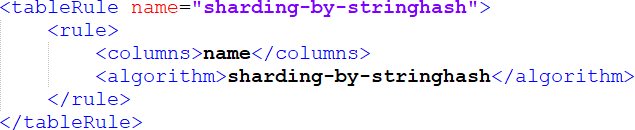 <tableRule name="sharding-by-stringhash">
<rule>
<columns>name</columns>
<algorithm>sharding-by-stringhash</algorithm>
</rule>
</tableRule>